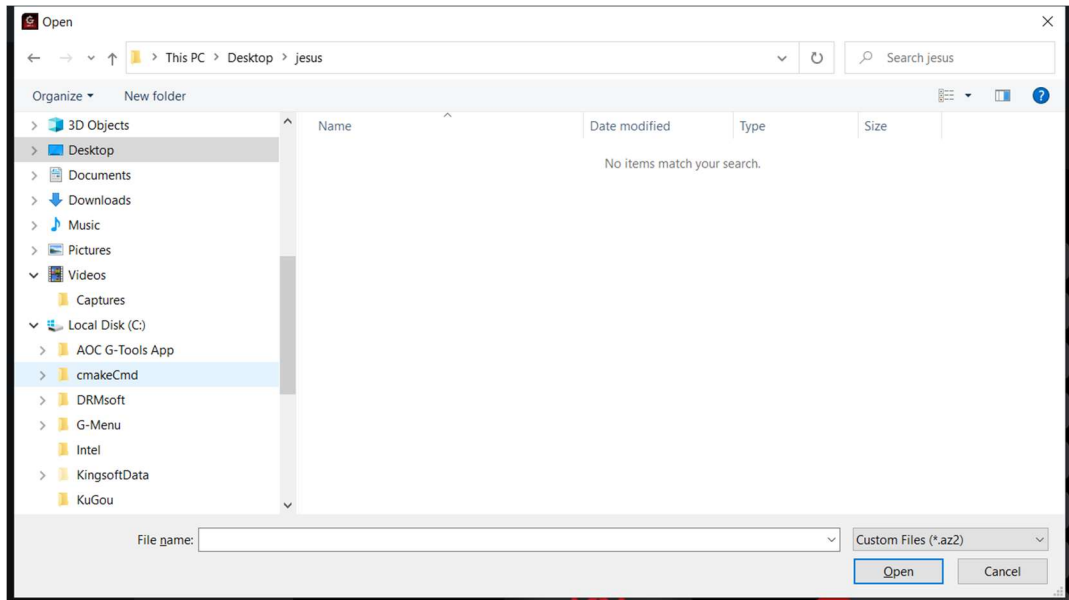 Open
This PC > Desktop > jesus
Search jesus
Organize
New folder
3D Objects
Desktop
Documents
Downloads
Music
Pictures
Videos
Captures
Local Disk (C:)
AOC G-Tools App
cmakeCmd
DRMsoft
G-Menu
Intel
KingsoftData
KuGou
Name Date modified Type Size
No items match your search.
File name:
Custom Files (*.az2)
Open Cancel